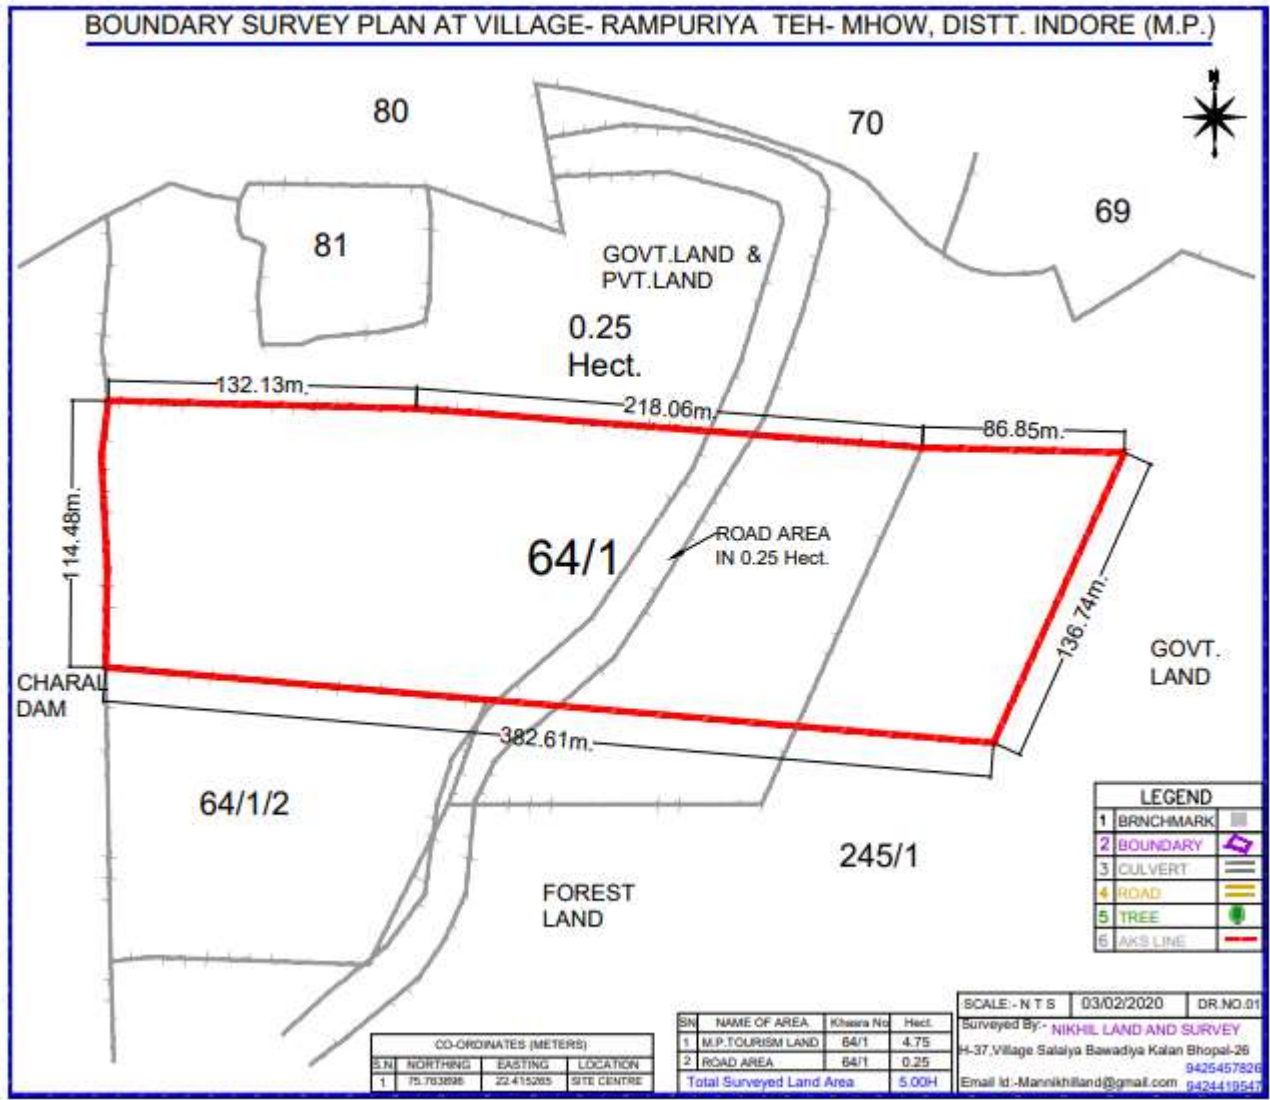 BOUNDARY SURVEY PLAN AT VILLAGE- RAMPURIYA TEH- MHOW, DISTT. INDORE (M.P.)
N
80
70
69
81
GOVT.LAND &
PVT.LAND
0.25
Hect.
132.13m.
218.06m.
86.85m.
114.48m.
64/1
ROAD AREA
IN 0.25 Hect.
136.74m.
GOVT.
LAND
CHARAL
DAM
382.61m.
64/1/2
245/1
FOREST
LAND
LEGEND
1 BRNCHMARK
2 BOUNDARY
3 CULVERT
4 ROAD
5 TREE
6 AKS LINE
CO-ORDINATES (METERS)
S.N NORTHING EASTING LOCATION
1 75.783898 22.415265 SITE CENTRE
SN NAME OF AREA Khasra No Hect.
1 M.P.TOURISM LAND 64/1 4.75
2 ROAD AREA 64/1 0.25
Total Surveyed Land Area 5.00H
SCALE:- N T S 03/02/2020 DR.NO.01
Surveyed By:- NIKHIL LAND AND SURVEY
H-37,Village Salaiya Bawadiya Kalan Bhopal-26
9425457826
Email Id:-Mannikhilland@gmail.com 9424419547